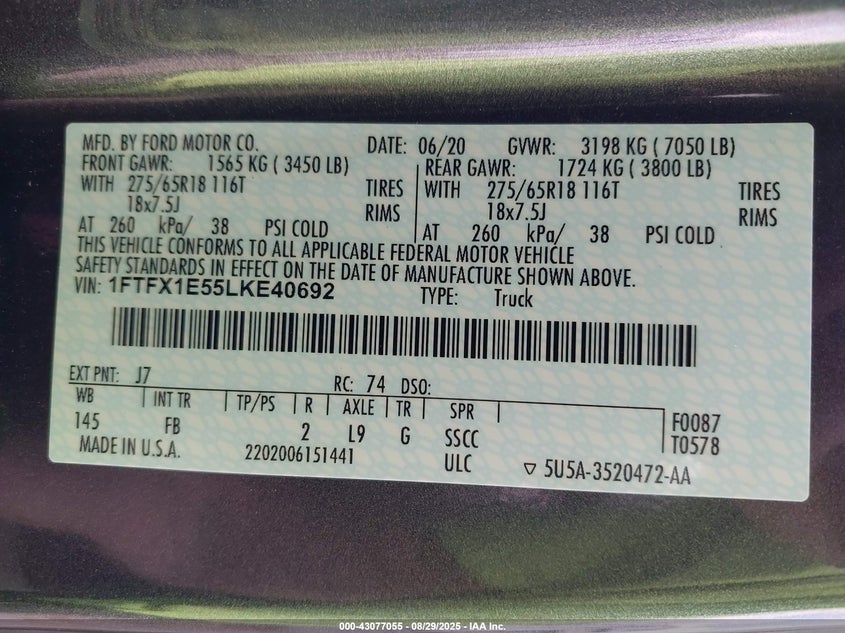 MFD. BY FORD MOTOR CO. DATE: 06/20 GVWR: 3198 KG ( 7050 LB)
FRONT GAWR: 1565 KG ( 3450 LB) REAR GAWR: 1724 KG ( 3800 LB)
WITH 275/65R18 116T TIRES WITH 275/65R18 116T TIRES
18x7.5J RIMS 18x7.5J RIMS
AT 260 kPa/ 38 PSI COLD AT 260 kPa/ 38 PSI COLD
THIS VEHICLE CONFORMS TO ALL APPLICABLE FEDERAL MOTOR VEHICLE
SAFETY STANDARDS IN EFFECT ON THE DATE OF MANUFACTURE SHOWN ABOVE.
VIN: 1FTFX1E55LKE40692 TYPE: Truck
EXT PNT: J7 RC: 74 DSO:
WB INT TR TP/PS R AXLE TR SPR F0087
145 FB 2 L9 G SSCC T0578
MADE IN U.S.A. 2202006151441 ULC ▽ 5U5A-3520472-AA
000-43077055 - 08/29/2025 - IAA Inc.